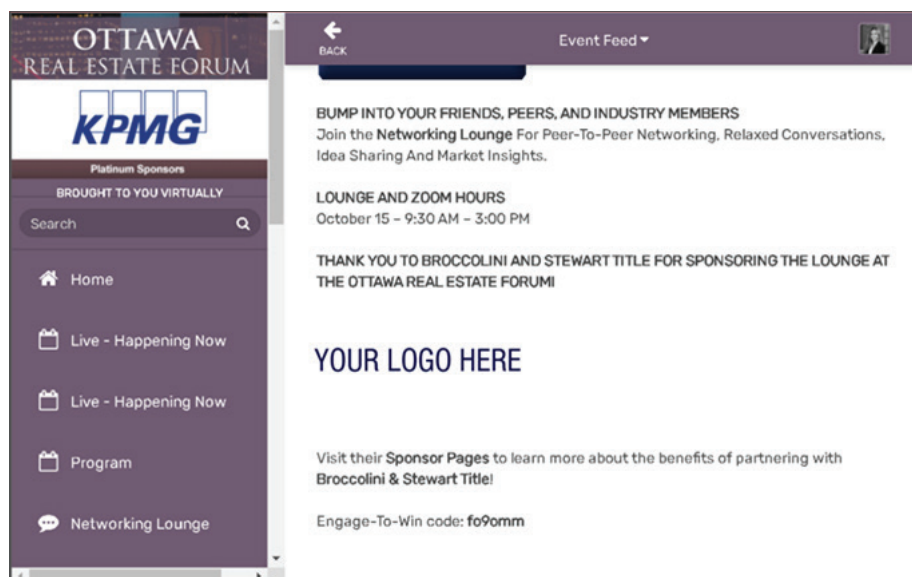 OTTAWA
REAL ESTATE FORUM
KPMG
Platinum Sponsors
BROUGHT TO YOU VIRTUALLY
Search
Home
Live - Happening Now
Live - Happening Now
Program
Networking Lounge
BACK
Event Feed
BUMP INTO YOUR FRIENDS, PEERS, AND INDUSTRY MEMBERS
Join the Networking Lounge For Peer-To-Peer Networking, Relaxed Conversations,
Idea Sharing And Market Insights.
LOUNGE AND ZOOM HOURS
October 15 – 9:30 AM – 3:00 PM
THANK YOU TO BROCCOLINI AND STEWART TITLE FOR SPONSORING THE LOUNGE AT
THE OTTAWA REAL ESTATE FORUM!
YOUR LOGO HERE
Visit their Sponsor Pages to learn more about the benefits of partnering with
Broccolini & Stewart Title!
Engage-To-Win code: fo9omm